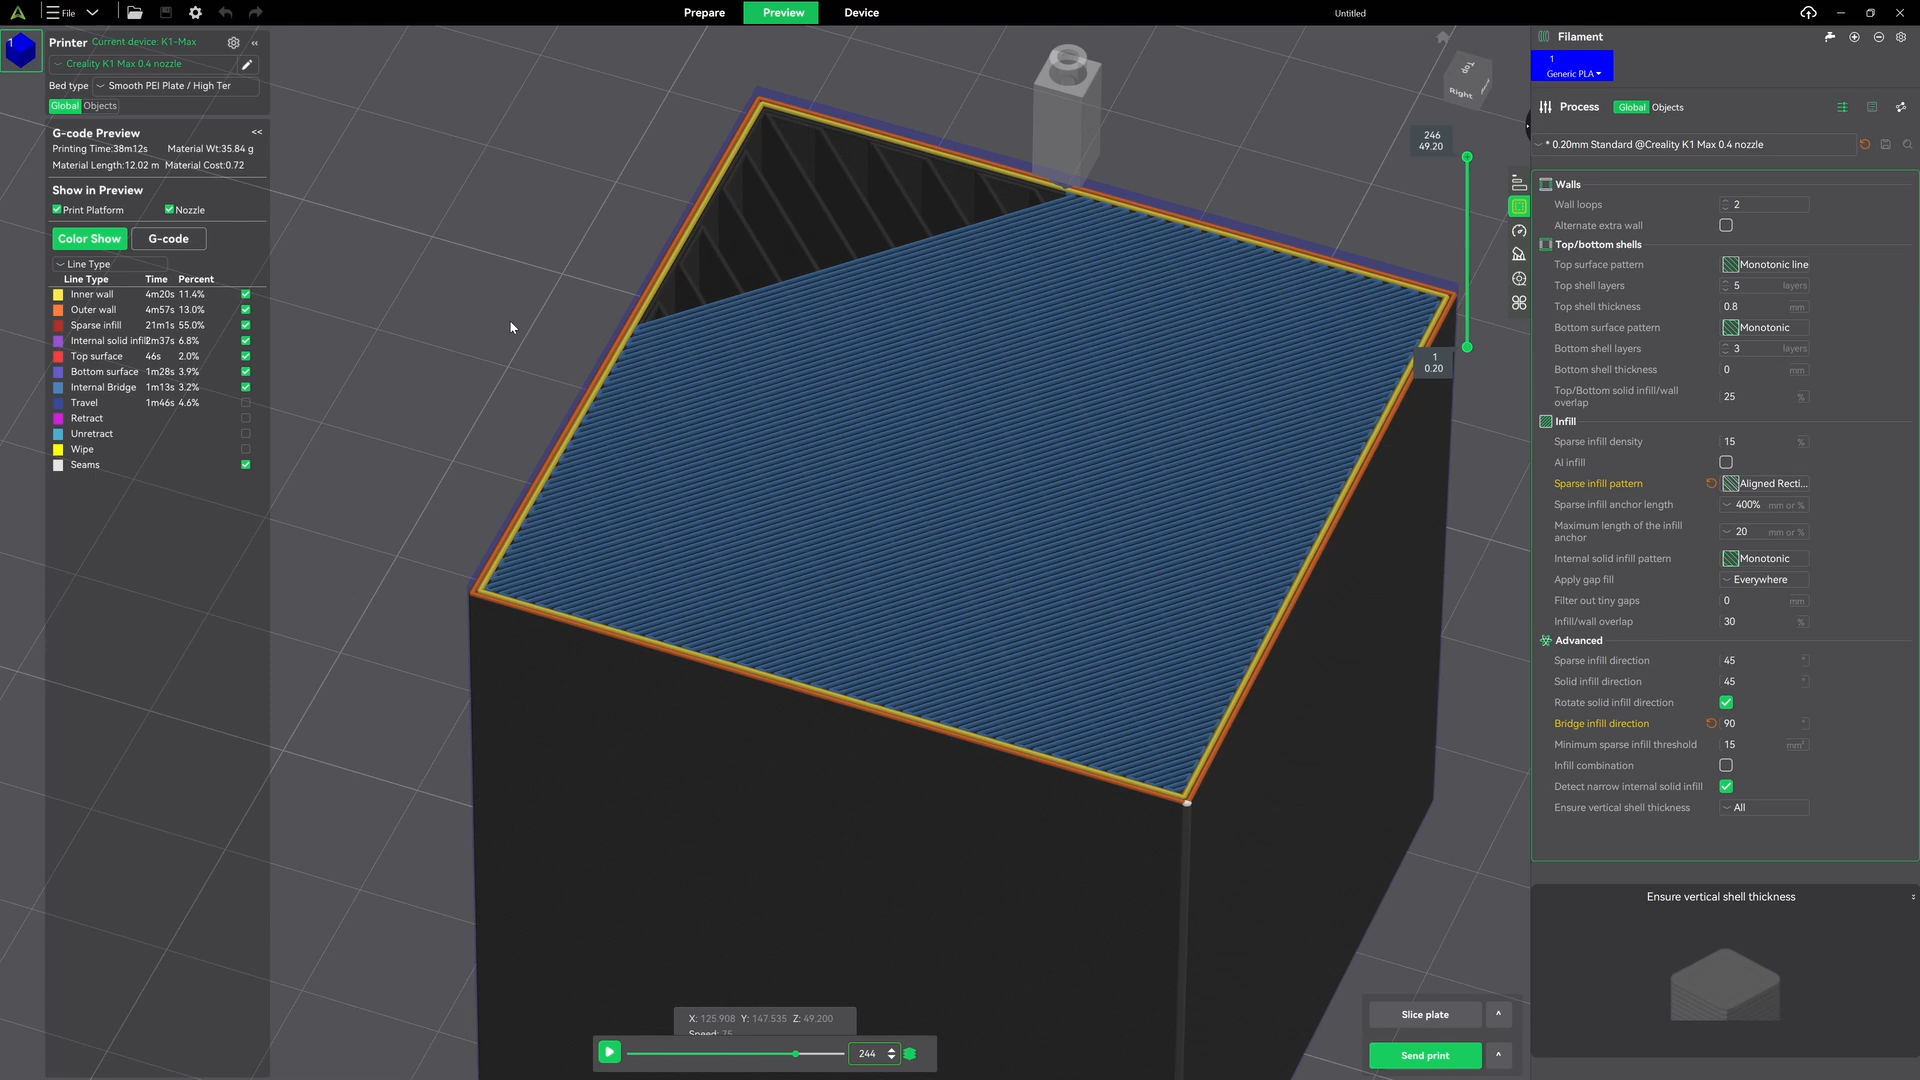 File
Prepare
Preview
Device
Untitled
1
Printer Current device: K1-Max
Creality K1 Max 0.4 nozzle
Bed type Smooth PEI Plate / High Ter
Global Objects
G-code Preview <<
Printing Time:38m12s Material Wt:35.84 g
Material Length:12.02 m Material Cost:0.72
Show in Preview
Print Platform Nozzle
Color Show G-code
Line Type
Line Type Time Percent
Inner wall 4m20s 11.4%
Outer wall 4m57s 13.0%
Sparse infill 21m1s 55.0%
Internal solid infill 2m37s 6.8%
Top surface 46s 2.0%
Bottom surface 1m28s 3.9%
Internal Bridge 1m13s 3.2%
Travel 1m46s 4.6%
Retract
Unretract
Wipe
Seams
Top
Right
246
49.20
1
0.20
X: 125.908 Y: 147.535 Z: 49.200
Speed: 75
244
Slice plate
Send print
Filament
1
Generic PLA
Process Global Objects
* 0.20mm Standard @Creality K1 Max 0.4 nozzle
Walls
Wall loops 2
Alternate extra wall
Top/bottom shells
Top surface pattern Monotonic line
Top shell layers 5 layers
Top shell thickness 0.8 mm
Bottom surface pattern Monotonic
Bottom shell layers 3 layers
Bottom shell thickness 0 mm
Top/Bottom solid infill/wall
overlap 25 %
Infill
Sparse infill density 15 %
AI infill
Sparse infill pattern Aligned Recti...
Sparse infill anchor length 400% mm or %
Maximum length of the infill
anchor 20 mm or %
Internal solid infill pattern Monotonic
Apply gap fill Everywhere
Filter out tiny gaps 0 mm
Infill/wall overlap 30 %
Advanced
Sparse infill direction 45 °
Solid infill direction 45 °
Rotate solid infill direction
Bridge infill direction 90 °
Minimum sparse infill threshold 15 mm²
Infill combination
Detect narrow internal solid infill
Ensure vertical shell thickness All
Ensure vertical shell thickness